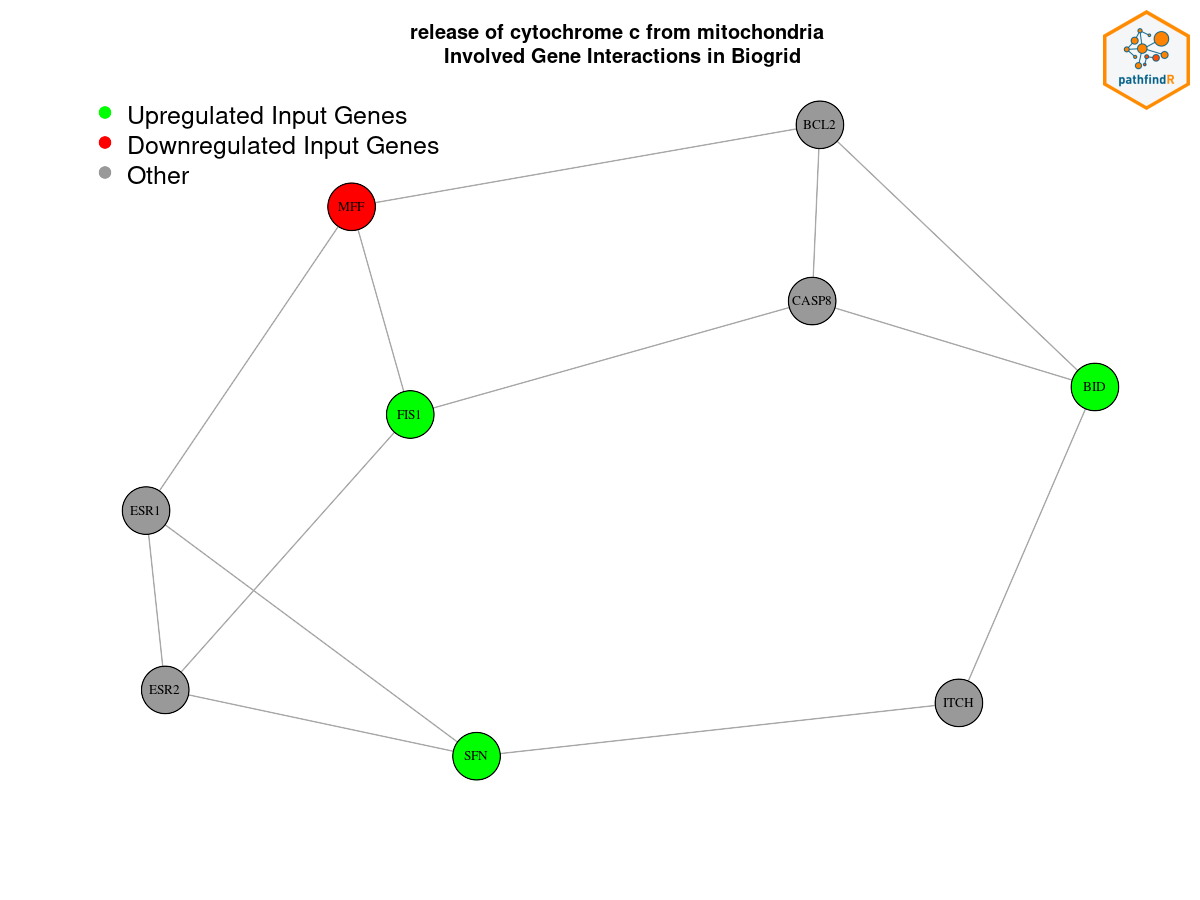 release of cytochrome c from mitochondria
Involved Gene Interactions in Biogrid
pathfindR
Upregulated Input Genes
Downregulated Input Genes
Other
BCL2
MFF
CASP8
BID
FIS1
ESR1
ESR2
ITCH
SFN